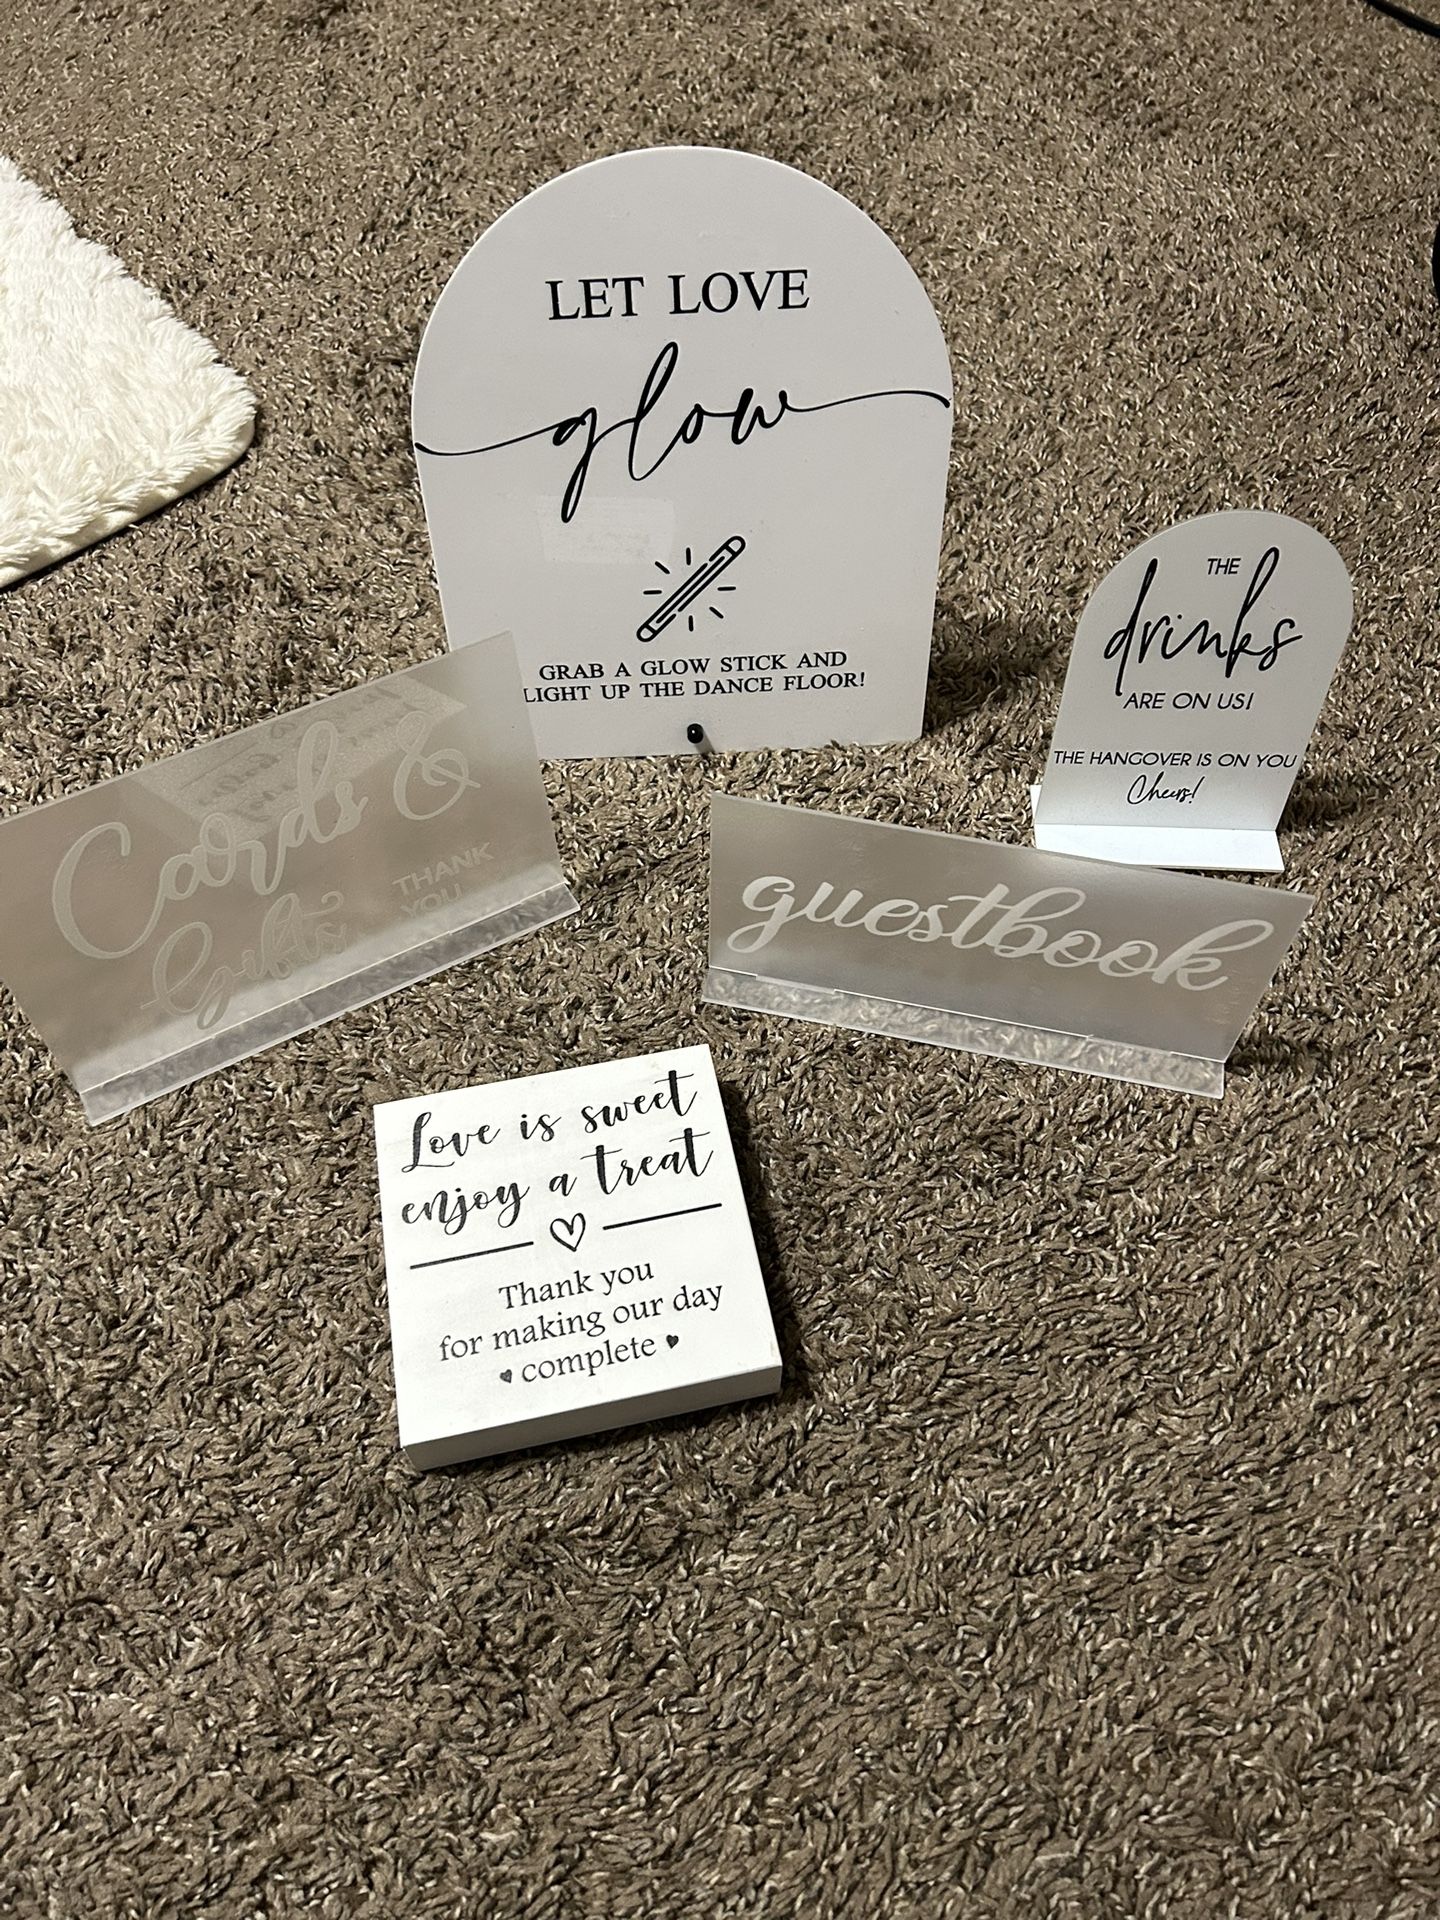 LET LOVE
glow
GRAB A GLOW STICK AND
LIGHT UP THE DANCE FLOOR!
THE
drinks
ARE ON US!
THE HANGOVER IS ON YOU
Cheers!
Cards &
Gifts
THANK
YOU
guestbook
Love is sweet
enjoy a treat
Thank you
for making our day
complete